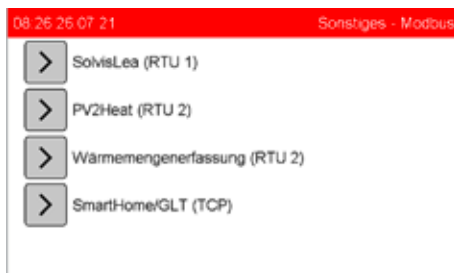 08:26 26.07.21 Sonstiges - Modbus
SolvisLea (RTU 1)
PV2Heat (RTU 2)
Wärmemengenerfassung (RTU 2)
SmartHome/GLT (TCP)